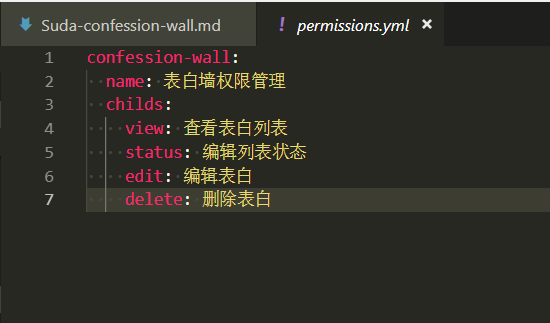 Suda-confession-wall.md
! permissions.yml ×
1 confession-wall:
2 name: 表白墙权限管理
3 childs:
4 view: 查看表白列表
5 status: 编辑列表状态
6 edit: 编辑表白
7 delete: 删除表白